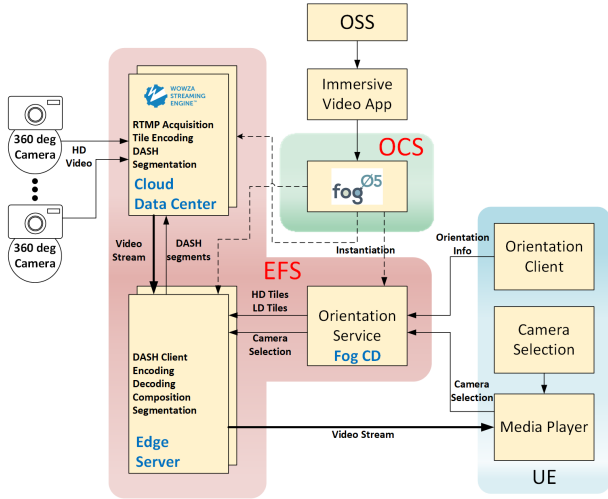 OSS
Immersive
Video App
OCS
fog Ø5
WOWZA
STREAMING
ENGINE™
RTMP Acquisition
Tile Encoding
DASH
Segmentation
Cloud
Data Center
360 deg
Camera
HD
Video
360 deg
Camera
Video
Stream
DASH
segments
Instantiation
EFS
HD Tiles
LD Tiles
Camera
Selection
Orientation
Service
Fog CD
Orientation
Info
Orientation
Client
Camera
Selection
Camera
Selection
Media Player
UE
DASH Client
Encoding
Decoding
Composition
Segmentation
Edge
Server
Video Stream